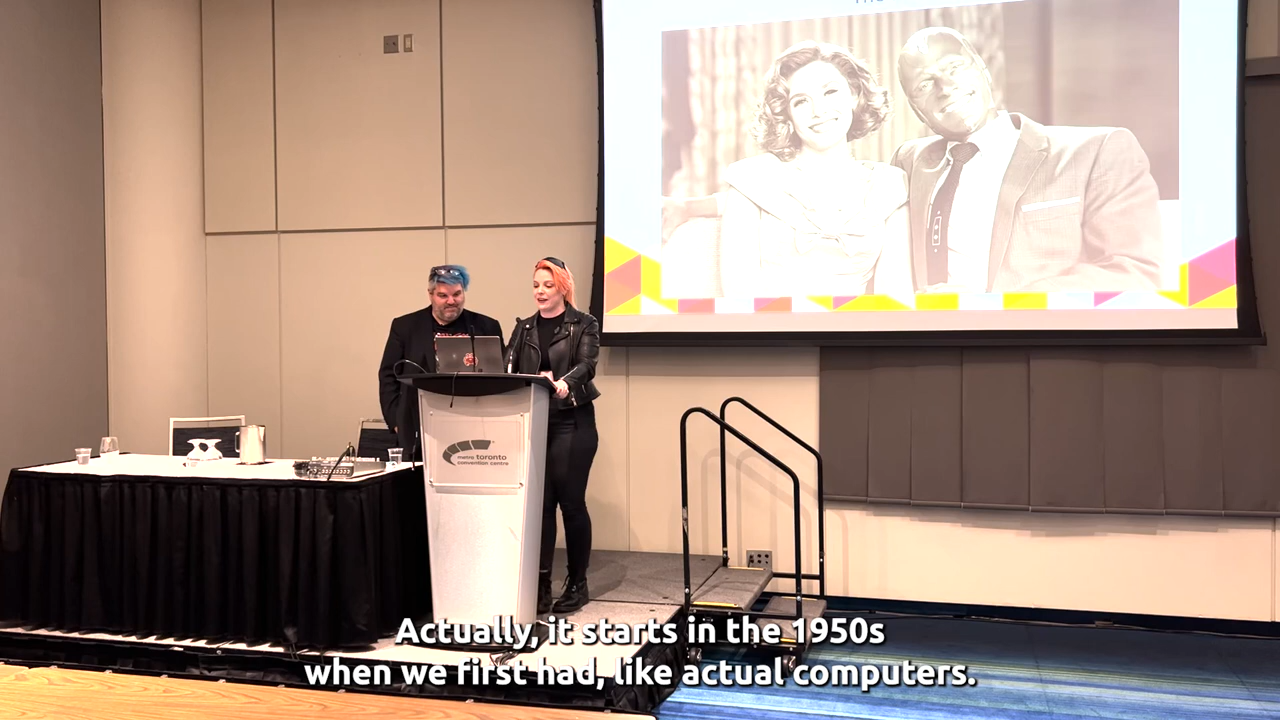 metro toronto
convention centre
Actually, it starts in the 1950s
when we first had, like actual computers.